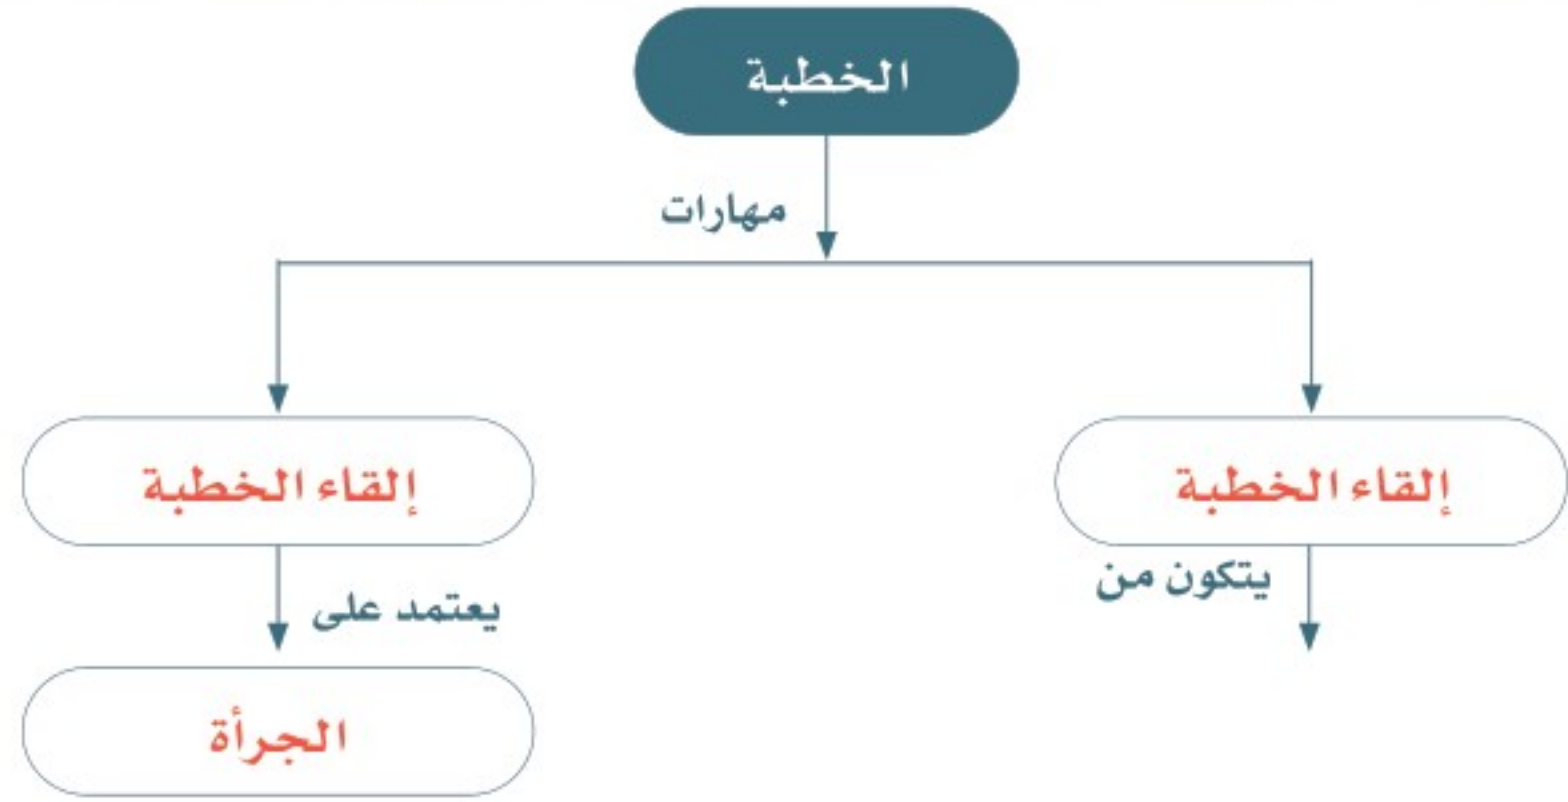 الخطبة
مهارات
إلقاء الخطبة
إلقاء الخطبة
يتكون من
يعتمد على
الجرأة